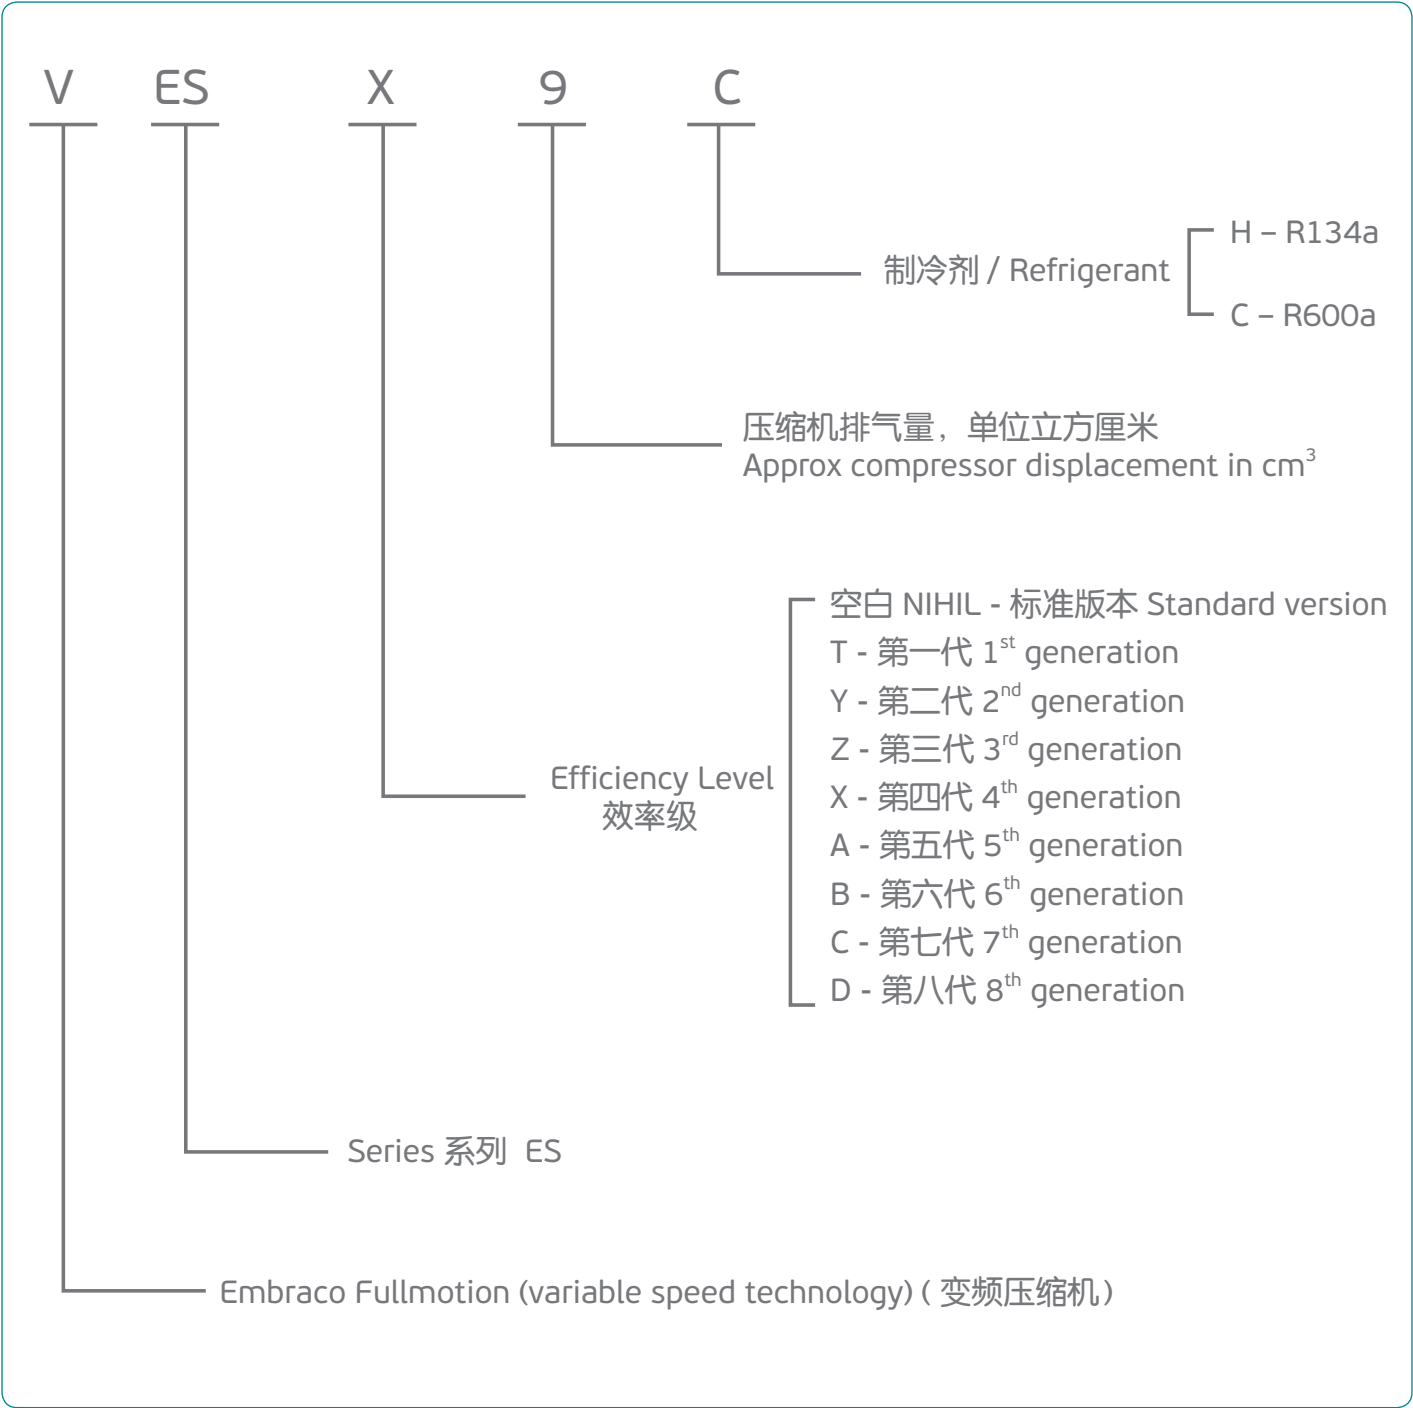 V ES X 9 C
H – R134a
制冷剂 / Refrigerant
C – R600a
压缩机排气量，单位立方厘米
Approx compressor displacement in cm³
空白 NIHIL - 标准版本 Standard version
T - 第一代 1st generation
Y - 第二代 2nd generation
Z - 第三代 3rd generation
Efficiency Level
效率级
X - 第四代 4th generation
A - 第五代 5th generation
B - 第六代 6th generation
C - 第七代 7th generation
D - 第八代 8th generation
Series 系列 ES
Embraco Fullmotion (variable speed technology) ( 变频压缩机 )